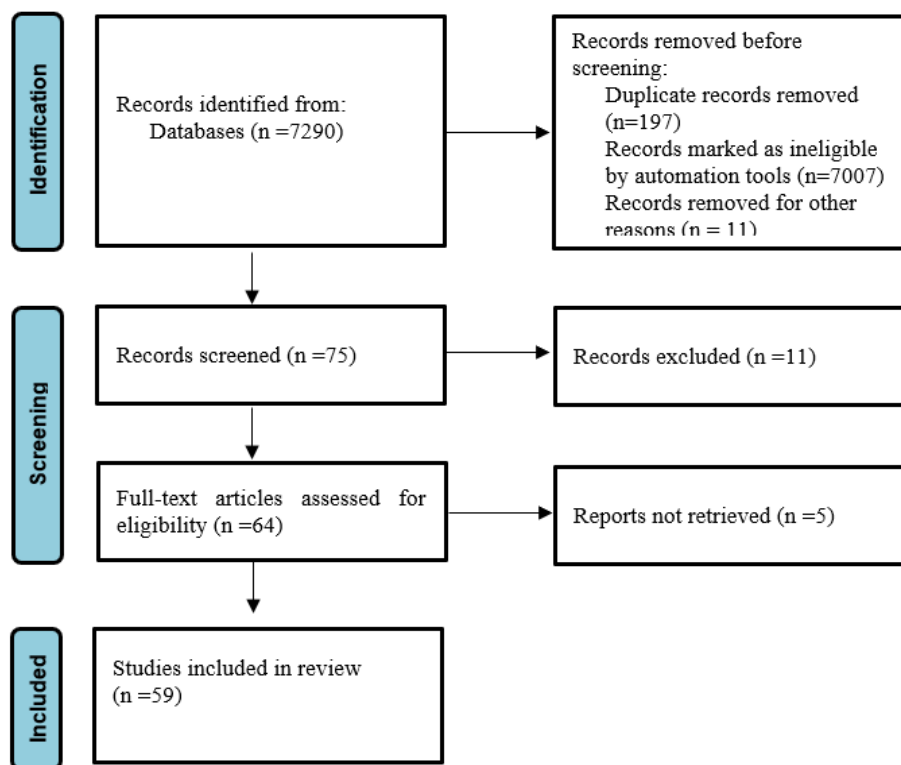 Identification
Records identified from:
Databases (n =7290)
Records removed before
screening:
Duplicate records removed
(n=197)
Records marked as ineligible
by automation tools (n=7007)
Records removed for other
reasons (n = 11)
Screening
Records screened (n =75)
Records excluded (n =11)
Full-text articles assessed for
eligibility (n =64)
Reports not retrieved (n =5)
Included
Studies included in review
(n =59)